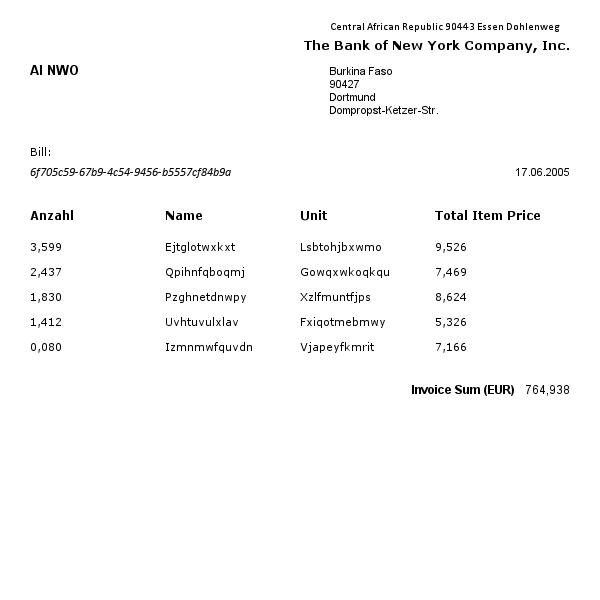 Central African Republic 90443 Essen Dohlenweg
The Bank of New York Company, Inc.
AI NWO
Burkina Faso
90427
Dortmund
Dompropst-Ketzer-Str.
Bill:
6f705c59-67b9-4c54-9456-b5557cf84b9a 17.06.2005
Anzahl Name Unit Total Item Price
3,599 Ejtglotwxkxt Lsbtohjbxwmo 9,526
2,437 Qpihnfqboqmj Gowqxwkoqkqu 7,469
1,830 Pzghnetdnwpy Xzlfmuntfjps 8,624
1,412 Uvhtuvulxlav Fxiqotmebmwy 5,326
0,080 Izmnmwfquvdn Vjapeyfkmrit 7,166
Invoice Sum (EUR) 764,938